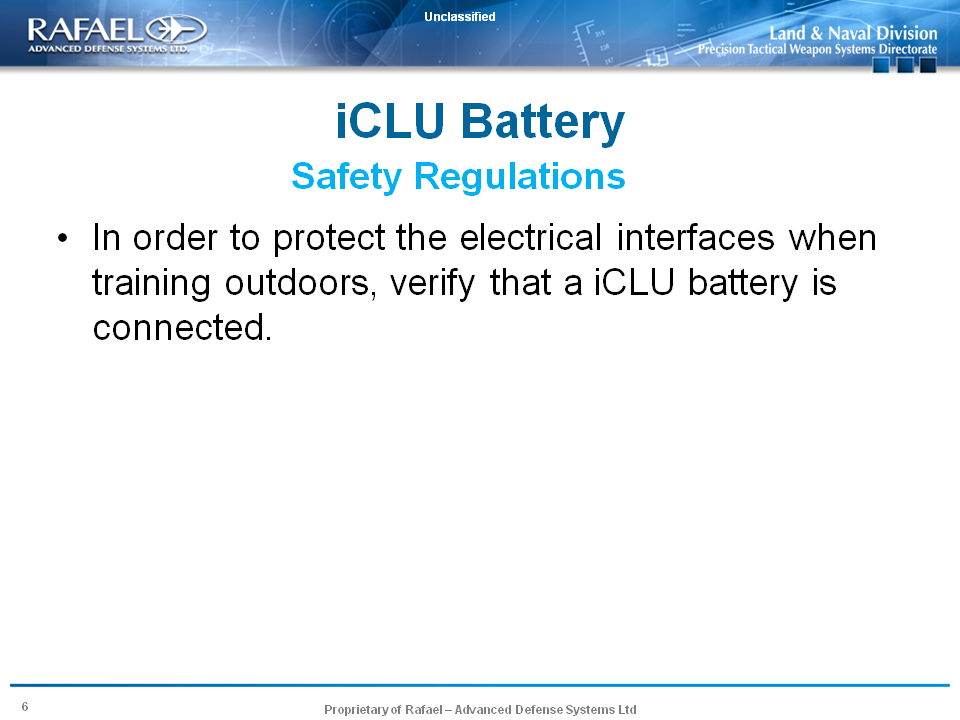 Unclassified
RAFAEL
ADVANCED DEFENSE SYSTEMS LTD.
Land & Naval Division
Precision Tactical Weapon Systems Directorate
iCLU Battery
Safety Regulations
• In order to protect the electrical interfaces when
training outdoors, verify that a iCLU battery is
connected.
6
Proprietary of Rafael – Advanced Defense Systems Ltd